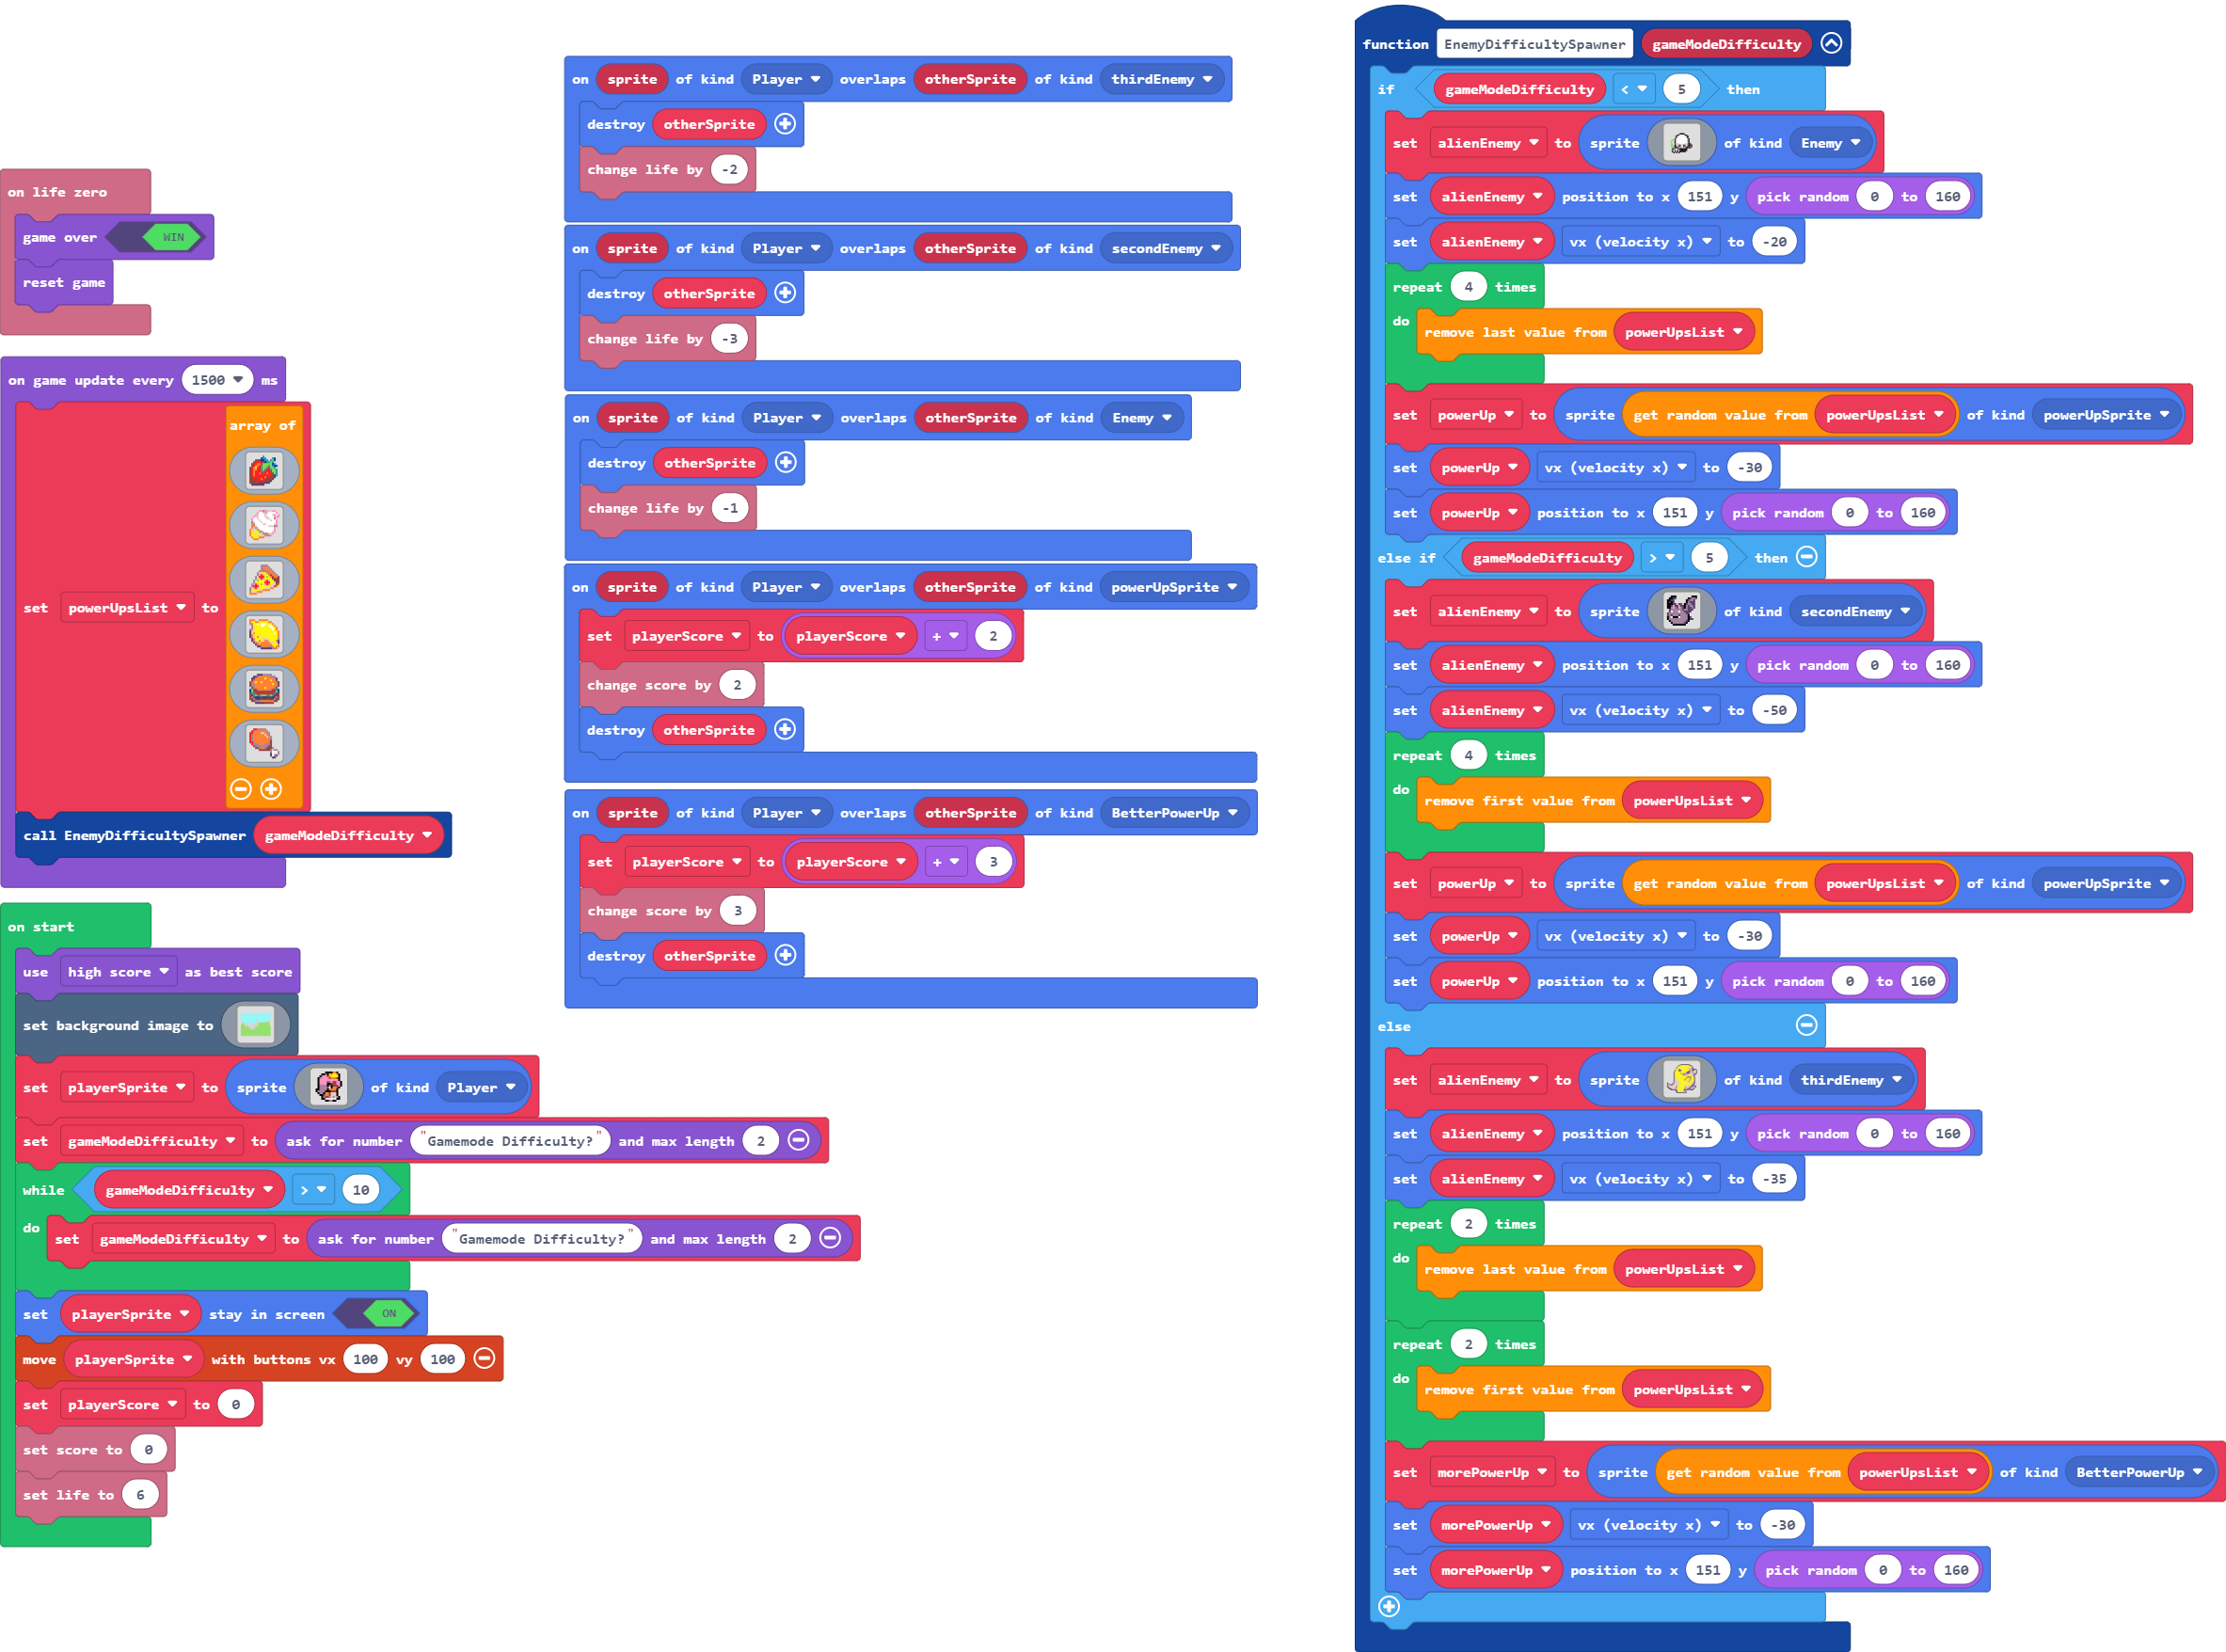 on life zero
game over WIN
reset game
on game update every 1500 ms
set powerUpsList to array of
call EnemyDifficultySpawner gameModeDifficulty
on start
use high score as best score
set background image to
set playerSprite to sprite of kind Player
set gameModeDifficulty to ask for number "Gamemode Difficulty?" and max length 2
while gameModeDifficulty > 10
do set gameModeDifficulty to ask for number "Gamemode Difficulty?" and max length 2
set playerSprite stay in screen ON
move playerSprite with buttons vx 100 vy 100
set playerScore to 0
set score to 0
set life to 6
on sprite of kind Player overlaps otherSprite of kind thirdEnemy
destroy otherSprite
change life by -2
on sprite of kind Player overlaps otherSprite of kind secondEnemy
destroy otherSprite
change life by -3
on sprite of kind Player overlaps otherSprite of kind Enemy
destroy otherSprite
change life by -1
on sprite of kind Player overlaps otherSprite of kind powerUpSprite
set playerScore to playerScore + 2
change score by 2
destroy otherSprite
on sprite of kind Player overlaps otherSprite of kind BetterPowerUp
set playerScore to playerScore + 3
change score by 3
destroy otherSprite
function EnemyDifficultySpawner gameModeDifficulty
if gameModeDifficulty < 5 then
set alienEnemy to sprite of kind Enemy
set alienEnemy position to x 151 y pick random 0 to 160
set alienEnemy vx (velocity x) to -20
repeat 4 times
do remove last value from powerUpsList
set powerUp to sprite get random value from powerUpsList of kind powerUpSprite
set powerUp vx (velocity x) to -30
set powerUp position to x 151 y pick random 0 to 160
else if gameModeDifficulty > 5 then
set alienEnemy to sprite of kind secondEnemy
set alienEnemy position to x 151 y pick random 0 to 160
set alienEnemy vx (velocity x) to -50
repeat 4 times
do remove first value from powerUpsList
set powerUp to sprite get random value from powerUpsList of kind powerUpSprite
set powerUp vx (velocity x) to -30
set powerUp position to x 151 y pick random 0 to 160
else
set alienEnemy to sprite of kind thirdEnemy
set alienEnemy position to x 151 y pick random 0 to 160
set alienEnemy vx (velocity x) to -35
repeat 2 times
do remove last value from powerUpsList
repeat 2 times
do remove first value from powerUpsList
set morePowerUp to sprite get random value from powerUpsList of kind BetterPowerUp
set morePowerUp vx (velocity x) to -30
set morePowerUp position to x 151 y pick random 0 to 160